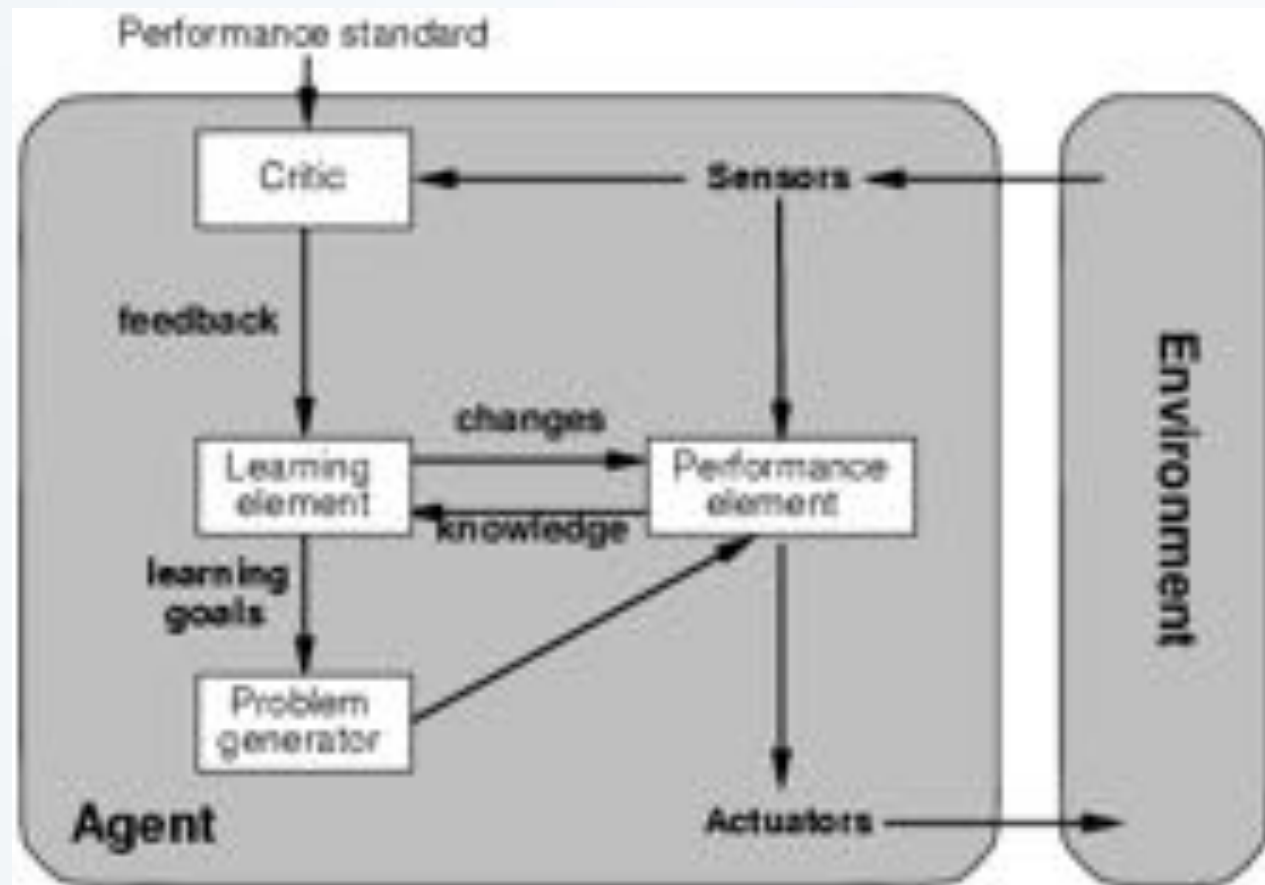 Performance standard
Critic
Sensors
feedback
changes
Learning
element
Performance
element
knowledge
learning
goals
Problem
generator
Agent
Actuators
Environment